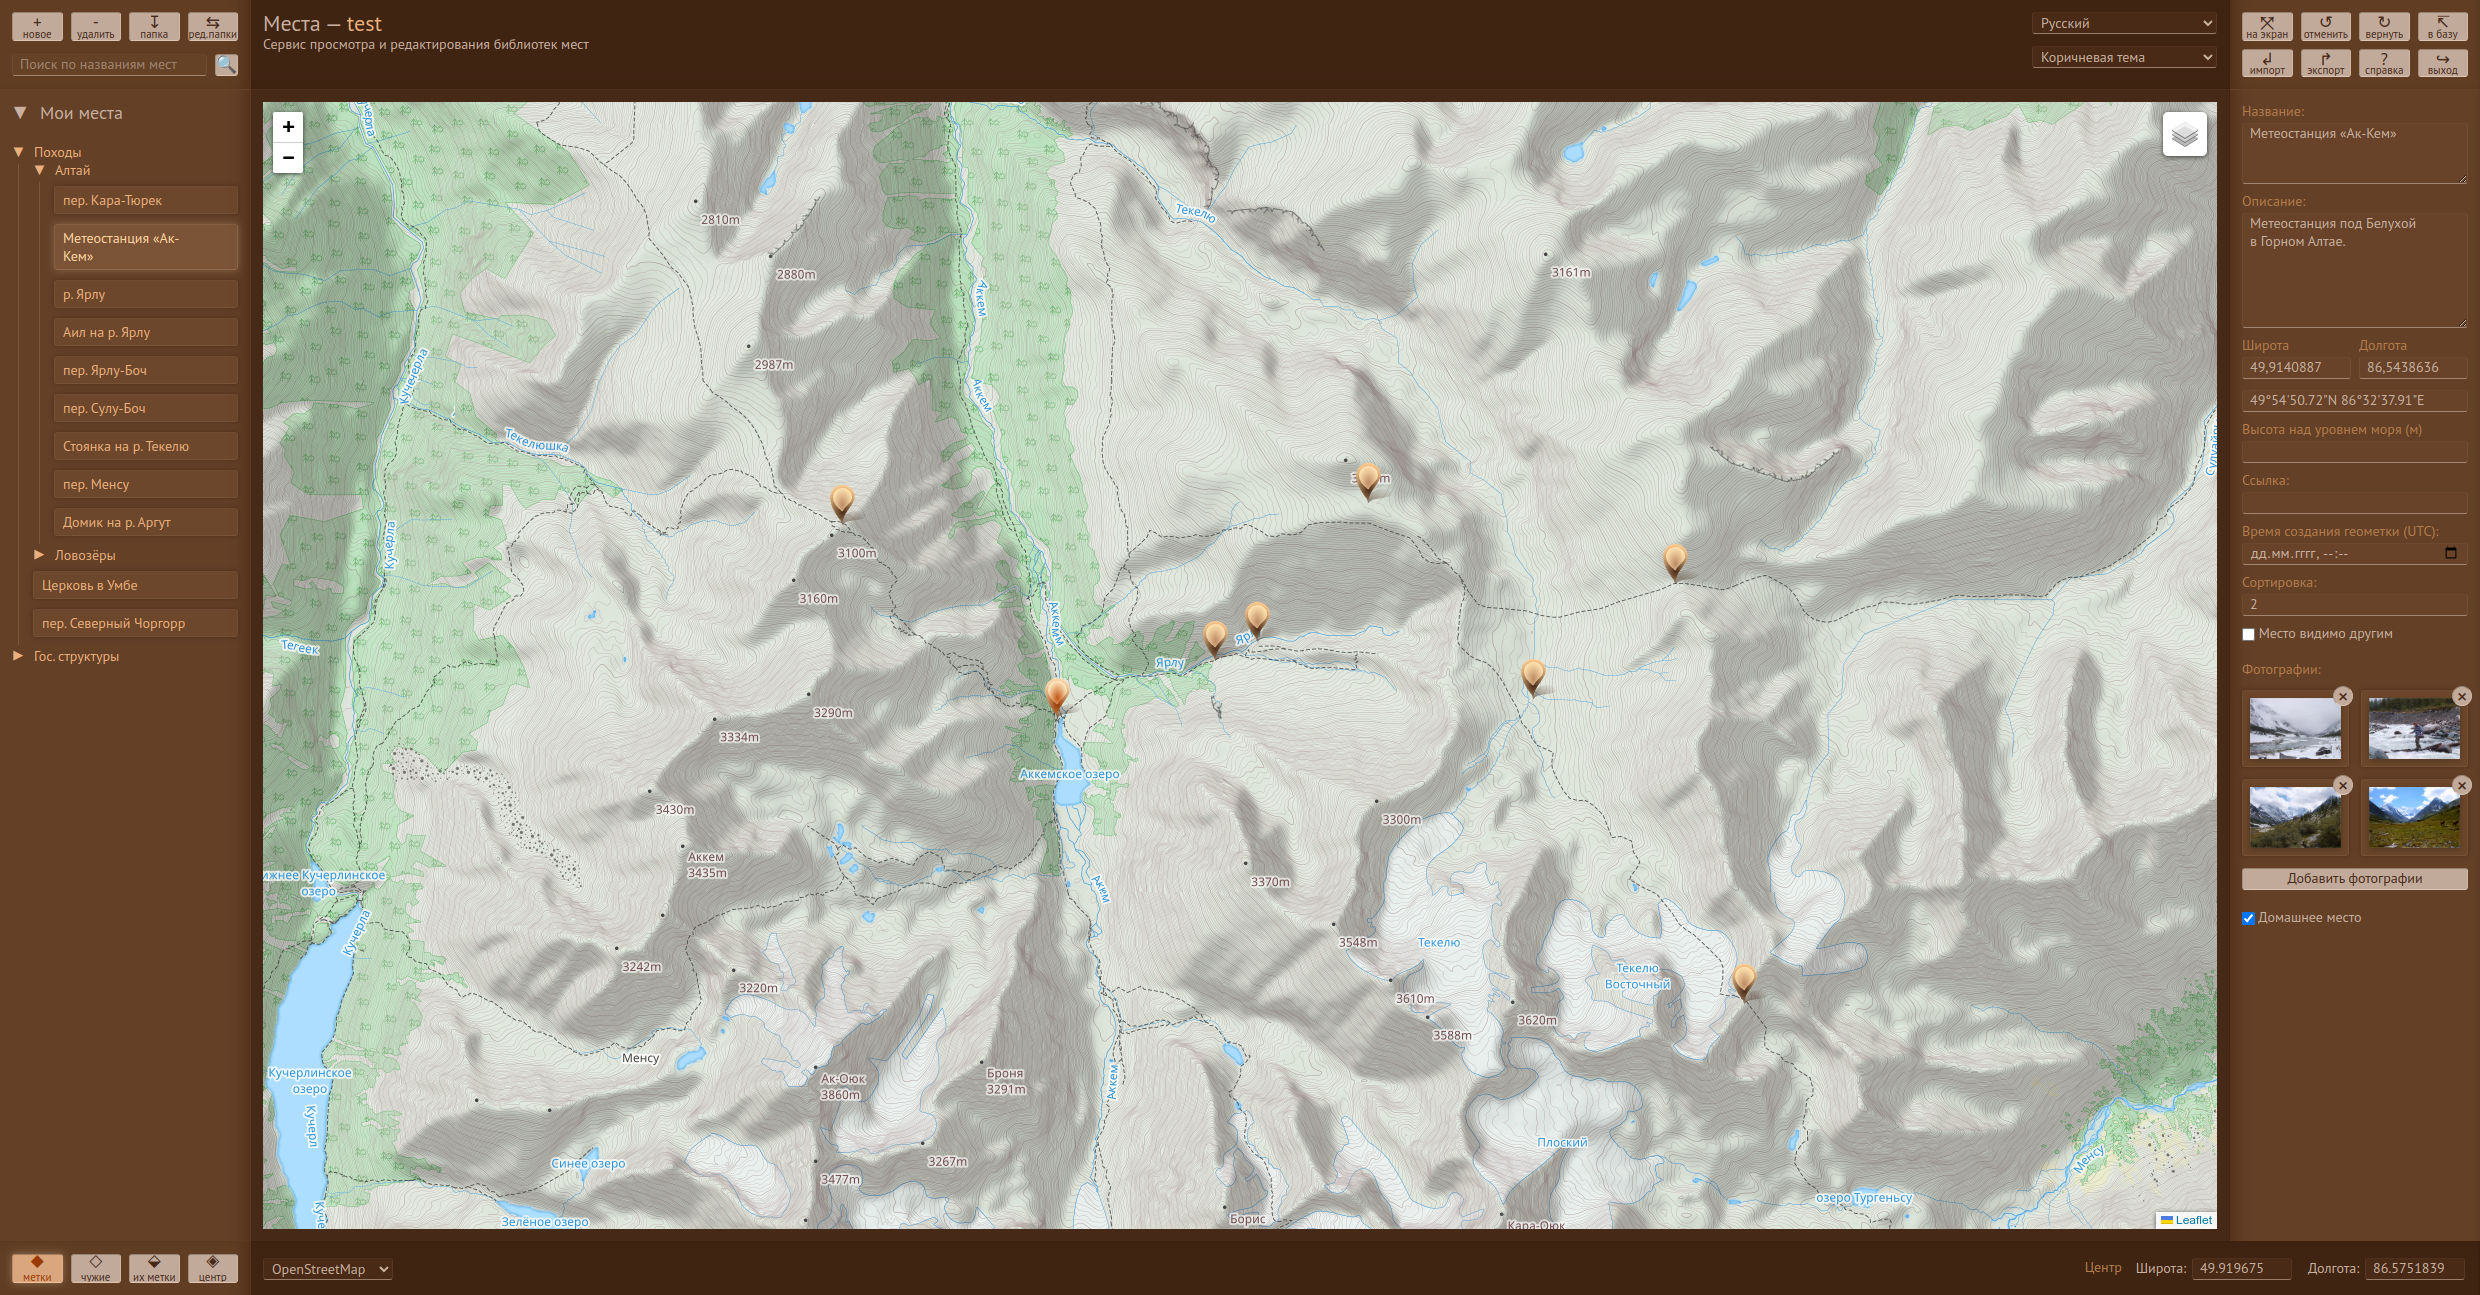 +
новое
-
удалить
↧
папка
⇆
ред.папки
Поиск по названиям мест
Места — test
Сервис просмотра и редактирования библиотек мест
Русский
Коричневая тема
на экран
↺
отменить
↻
вернуть
в базу
импорт
экспорт
?
справка
выход
▼ Мои места
▼ Походы
▼ Алтай
пер. Кара-Тюрек
Метеостанция «Ак-
Кем»
р. Ярлу
Аил на р. Ярлу
пер. Ярлу-Боч
пер. Сулу-Боч
Стоянка на р. Текелю
пер. Менсу
Домик на р. Аргут
▶ Ловозёры
Церковь в Умбе
пер. Северный Чоргорр
▶ Гос. структуры
метки
чужие
их метки
центр
+
−
Текелю
2810m
2880m
3161m
Аккем
2987m
Кучечерла
Аккем
Текелюшка
Кучерла
3100m
3160m
Аккемм
Тегеек
Ярлу
3290m
3334m
Аккемское озеро
3430m
3300m
Аккем
3435m
ижнее Кучерлинское
озеро
3370m
Аккем
Кучерла
3548m
Текелю
3242m
Текелю
Восточный
3220m
3610m
3620m
3588m
Менсу
Кучерлинское
озеро
Ак-Оюк
3860m
Броня
3291m
Аккем
Кучерл
Плоский
Синее озеро
3267m
3477m
Менсу
озеро Тургеньсу
Куче
Зелёное озеро
Борис
Кара-Оюк
Leaflet
OpenStreetMap
Центр Широта: 49.919675 Долгота: 86.5751839
Название:
Метеостанция «Ак-Кем»
Описание:
Метеостанция под Белухой
в Горном Алтае.
Широта Долгота
49,9140887 86,5438636
49°54'50.72"N 86°32'37.91"E
Высота над уровнем моря (м)
Ссылка:
Время создания геометки (UTC):
дд.мм.гггг, --:--
Сортировка:
2
Место видимо другим
Фотографии:
Добавить фотографии
Домашнее место